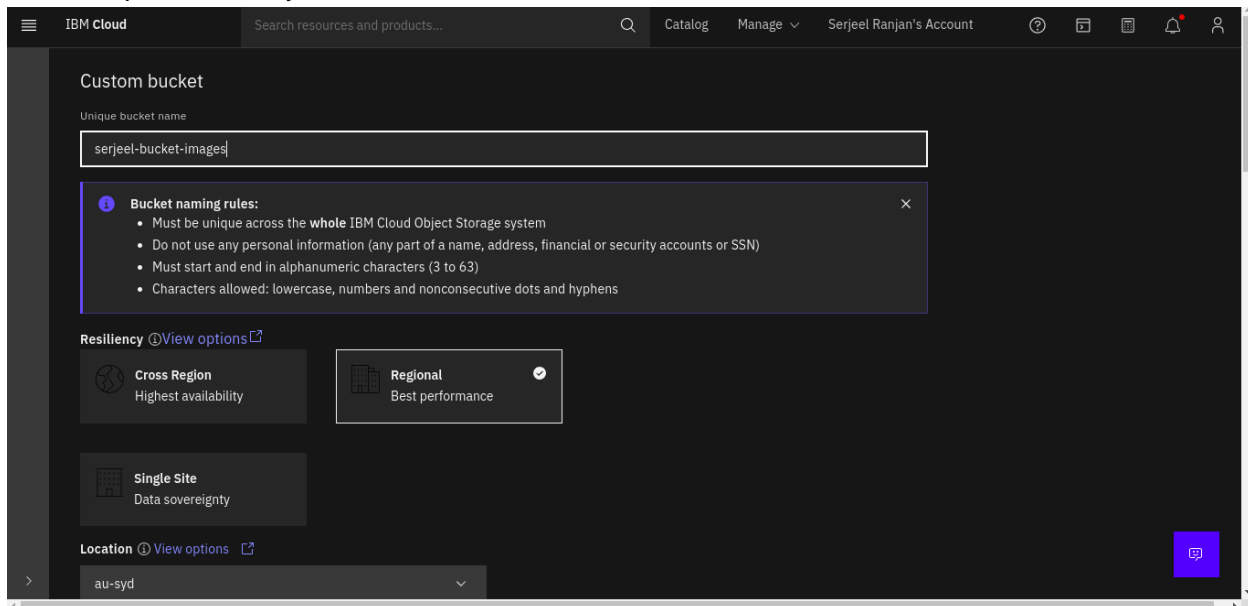 IBM Cloud
Search resources and products...
Catalog
Manage
Serjeel Ranjan's Account
Custom bucket
Unique bucket name
serjeel-bucket-images
Bucket naming rules:
• Must be unique across the whole IBM Cloud Object Storage system
• Do not use any personal information (any part of a name, address, financial or security accounts or SSN)
• Must start and end in alphanumeric characters (3 to 63)
• Characters allowed: lowercase, numbers and nonconsecutive dots and hyphens
Resiliency View options
Cross Region
Highest availability
Regional
Best performance
Single Site
Data sovereignty
Location View options
au-syd